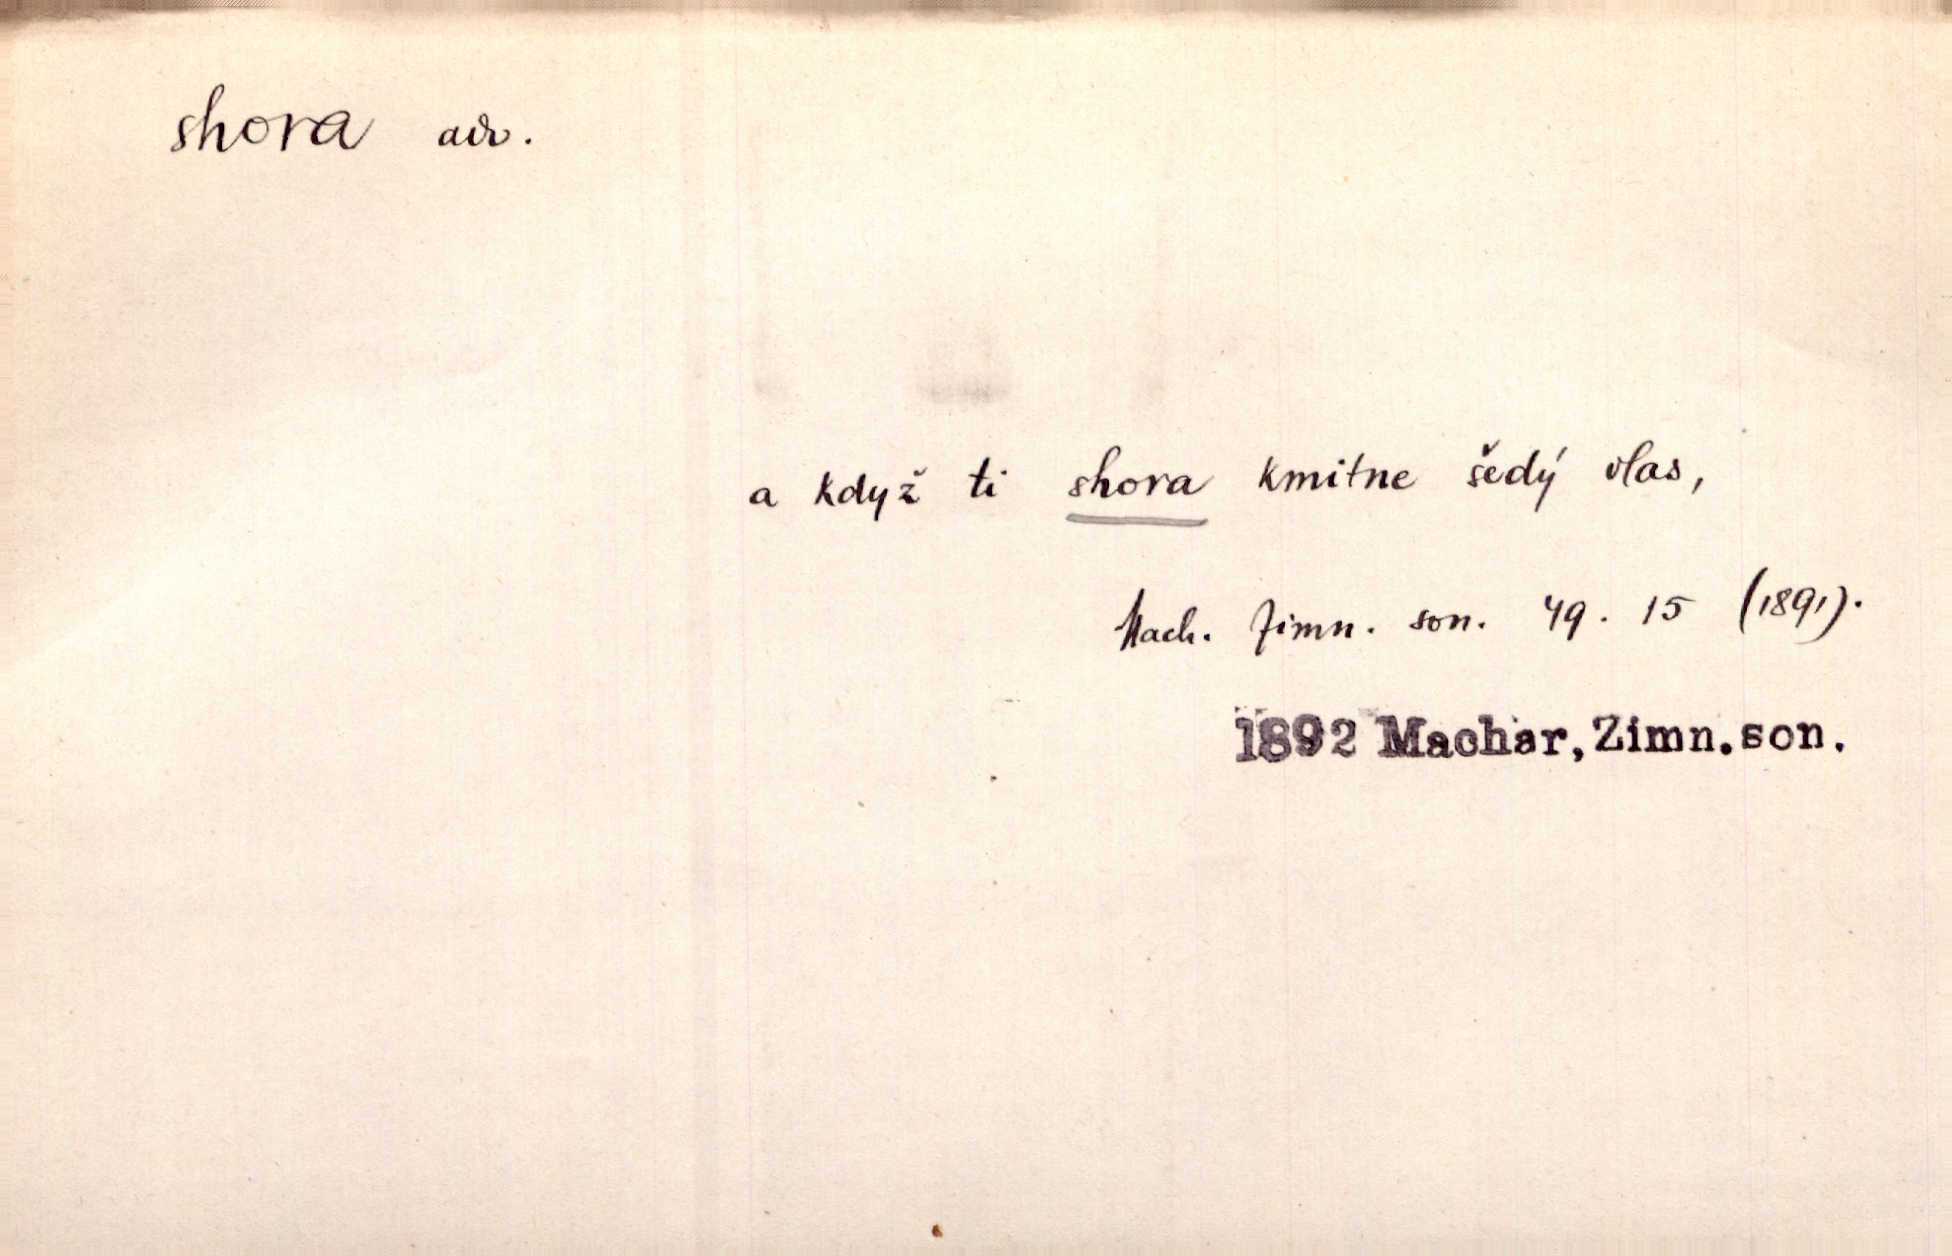 shora adv.
a když ti shora kmitne šedý vlas,
Mach. Zimn. son. 49. 15 (1891).
1892 Machar, Zimn. son.